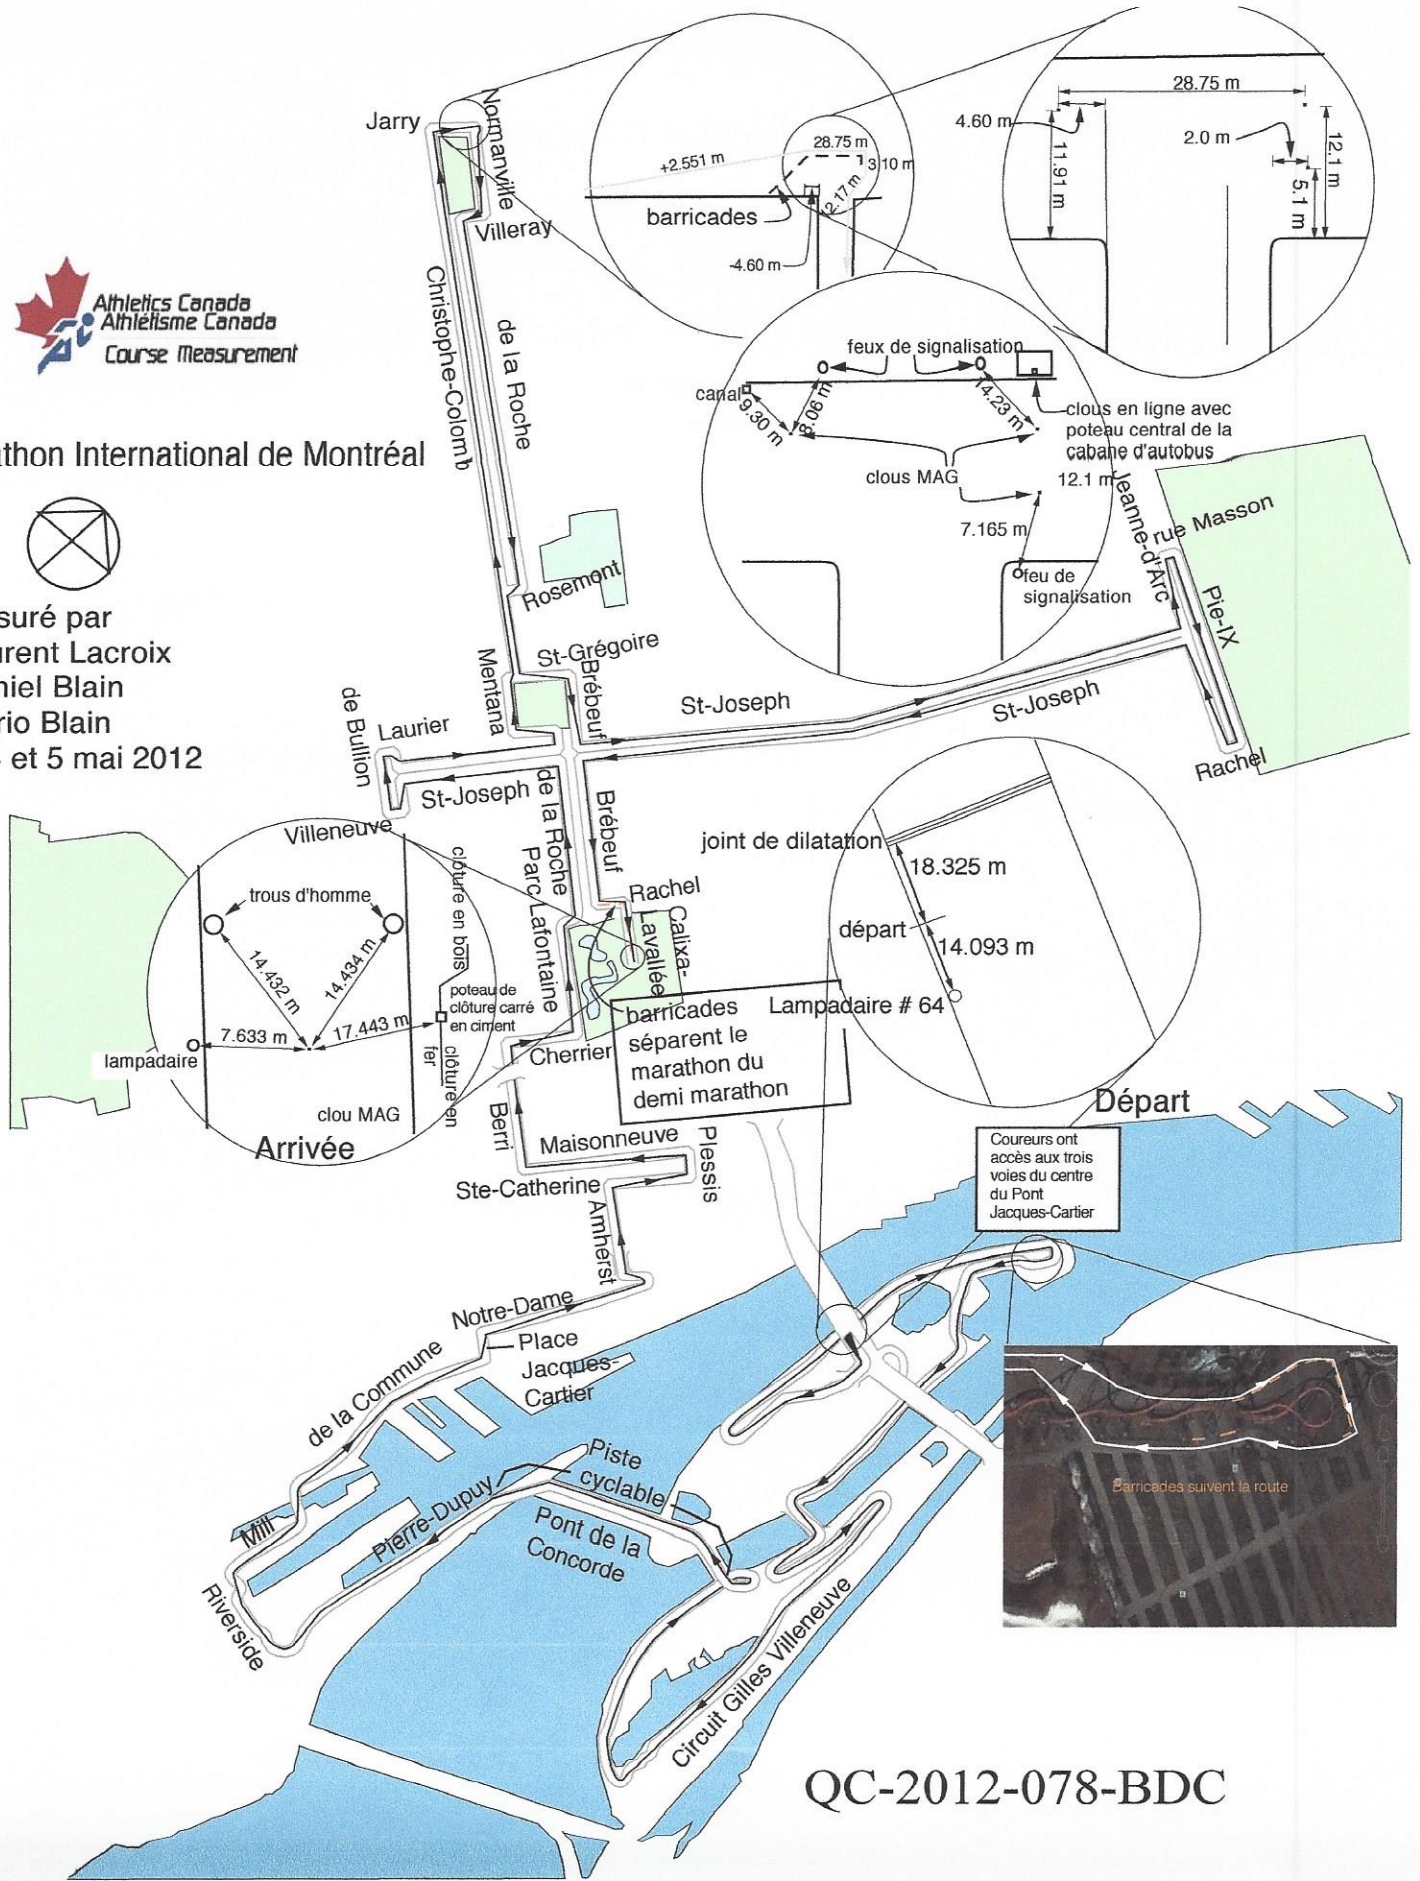 Athletics Canada
Athlétisme Canada
Course Measurement
athon International de Montréal
suré par
urent Lacroix
niel Blain
rio Blain
et 5 mai 2012
Jarry
Normanville
Villeray
Christophe-Colomb
de la Roche
Rosemont
St-Grégoire
Mentana
Brébeuf
de Bullion
Laurier
St-Joseph
Villeneuve
St-Joseph
St-Joseph
Jeanne-d'Arc
rue Masson
Pie-IX
Rachel
de la Roche
Brébeuf
Parc Lafontaine
Rachel
Calixa-
Lavallée
Cherrier
Berri
Maisonneuve
Plessis
Ste-Catherine
Amherst
Notre-Dame
Place
Jacques-
Cartier
de la Commune
Mill
Riverside
Pierre-Dupuy
Piste
cyclable
Pont de la
Concorde
Circuit Gilles Villeneuve
+2.551 m
28.75 m
3.10 m
2.17 m
barricades
-4.60 m
28.75 m
4.60 m
2.0 m
11.91 m
12.1 m
5.1 m
feux de signalisation
canal
9.30 m
8.06 m
14.23 m
clous en ligne avec
poteau central de la
cabane d'autobus
clous MAG
12.1 m
7.165 m
feu de
signalisation
joint de dilatation
18.325 m
départ
14.093 m
Lampadaire # 64
Départ
trous d'homme
14.432 m
14.434 m
7.633 m
17.443 m
lampadaire
clôture en bois
poteau de
clôture carré
en ciment
clôture en
fer
clou MAG
Arrivée
barricades
séparent le
marathon du
demi marathon
Coureurs ont
accès aux trois
voies du centre
du Pont
Jacques-Cartier
Barricades suivent la route
QC-2012-078-BDC